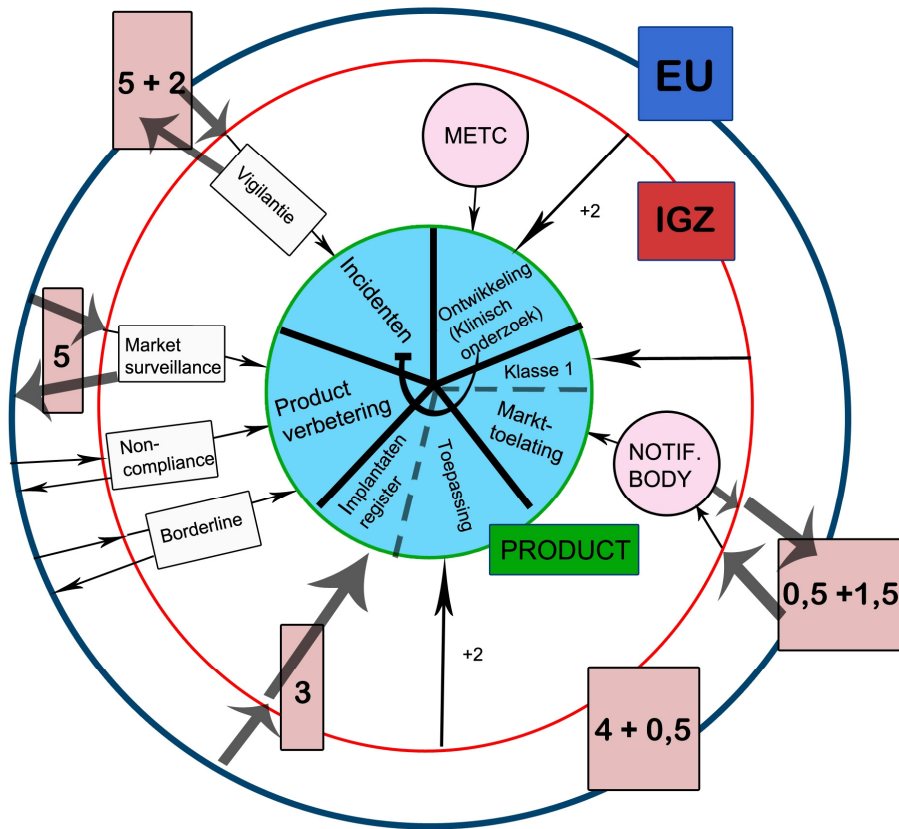 5 + 2
EU
METC
Vigilantie
+2
IGZ
Incidenten
Ontwikkeling
(Klinisch
onderzoek)
5
Market
surveillance
Klasse 1
Product
verbetering
Markt-
toelating
Non-
compliance
NOTIF.
BODY
Implantaten
register
Toepassing
Borderline
PRODUCT
0,5 +1,5
3
+2
4 + 0,5